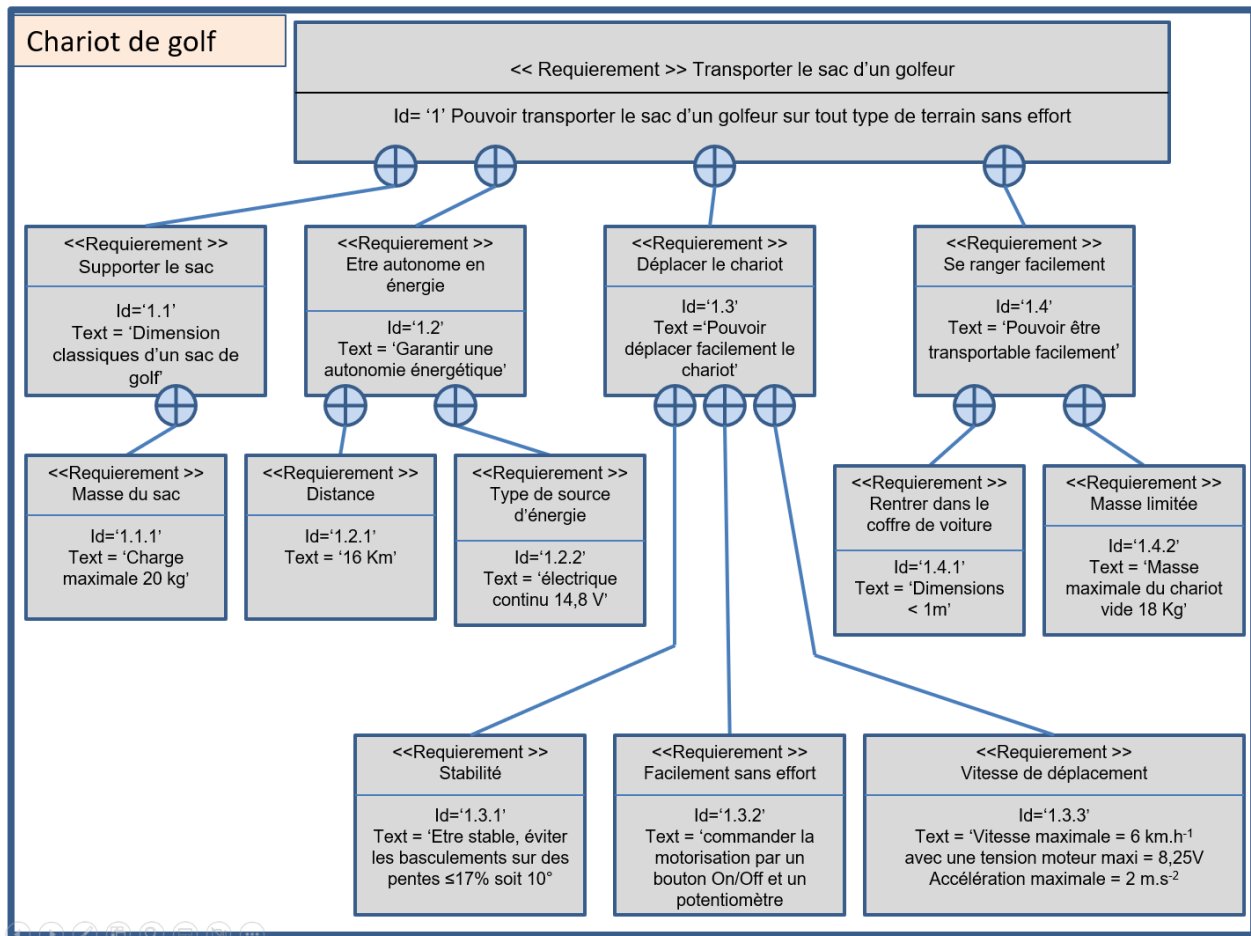 Chariot de golf
<< Requierement >> Transporter le sac d’un golfeur
Id= ‘1’ Pouvoir transporter le sac d’un golfeur sur tout type de terrain sans effort
<<Requierement >>
Supporter le sac
Id=‘1.1’
Text = ‘Dimension
classiques d’un sac de
golf’
<<Requierement >>
Etre autonome en
énergie
Id=‘1.2’
Text = ‘Garantir une
autonomie énergétique’
<<Requierement >>
Déplacer le chariot
Id=‘1.3’
Text =‘Pouvoir
déplacer facilement le
chariot’
<<Requierement >>
Se ranger facilement
Id=‘1.4’
Text = ‘Pouvoir être
transportable facilement’
<<Requierement >>
Masse du sac
Id=‘1.1.1’
Text = ‘Charge
maximale 20 kg’
<<Requierement >>
Distance
Id=‘1.2.1’
Text = ‘16 Km’
<<Requierement >>
Type de source
d’énergie
Id=‘1.2.2’
Text = ‘électrique
continu 14,8 V’
<<Requierement >>
Rentrer dans le
coffre de voiture
Id=‘1.4.1’
Text = ‘Dimensions
< 1m’
<<Requierement >>
Masse limitée
Id=‘1.4.2’
Text = ‘Masse
maximale du chariot
vide 18 Kg’
<<Requierement >>
Stabilité
Id=‘1.3.1’
Text = ‘Etre stable, éviter
les basculements sur des
pentes ≤17% soit 10°
<<Requierement >>
Facilement sans effort
Id=‘1.3.2’
Text = ‘commander la
motorisation par un
bouton On/Off et un
potentiomètre
<<Requierement >>
Vitesse de déplacement
Id=‘1.3.3’
Text = ‘Vitesse maximale = 6 km.h⁻¹
avec une tension moteur maxi = 8,25V
Accélération maximale = 2 m.s⁻²